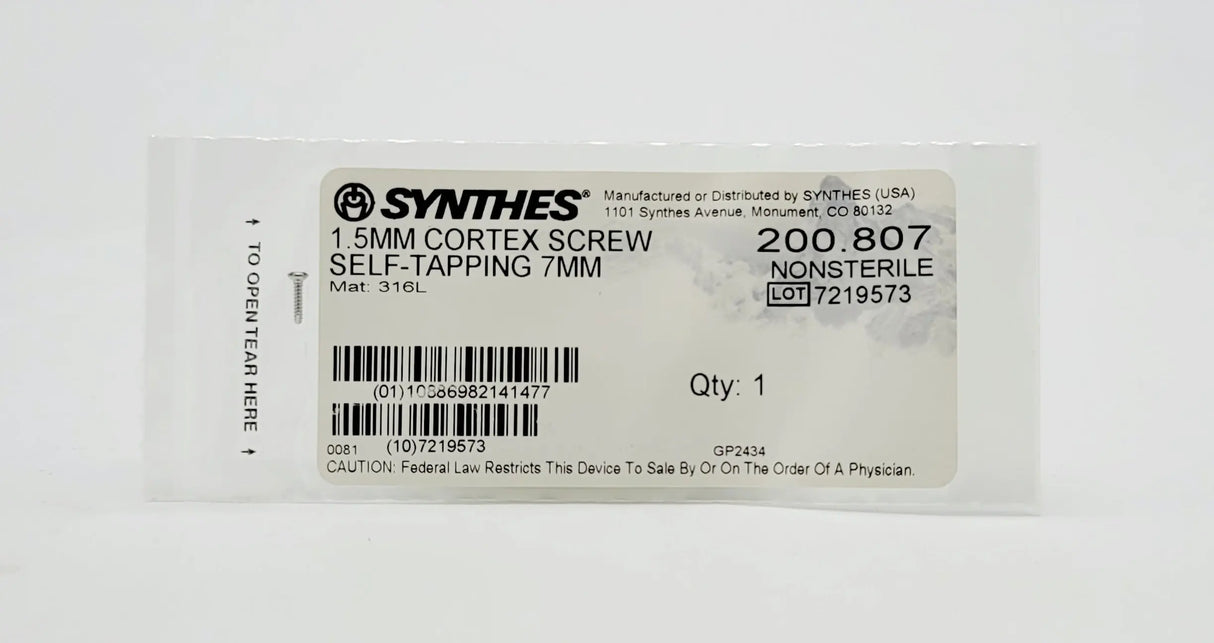 ↑ TO OPEN TEAR HERE ↑
SYNTHES®
Manufactured or Distributed by SYNTHES (USA)
1101 Synthes Avenue, Monument, CO 80132
1.5MM CORTEX SCREW
SELF-TAPPING 7MM
Mat: 316L
200.807
NONSTERILE
LOT 7219573
(01)10886982141477
Qty: 1
(10)7219573
0081
GP2434
CAUTION: Federal Law Restricts This Device To Sale By Or On The Order Of A Physician.